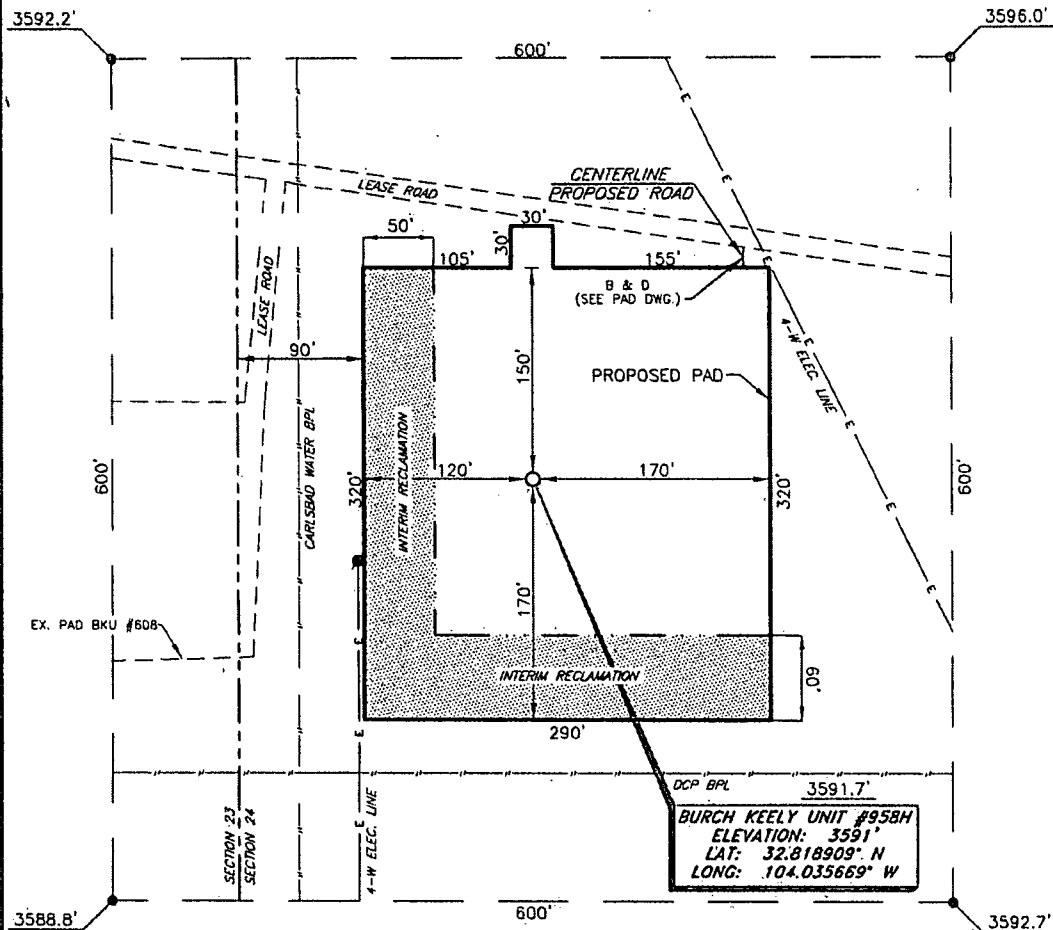 3592.2'
3596.0'
600'
CENTERLINE
PROPOSED ROAD
LEASE ROAD
30'
50'
30'
105'
155'
B & D
(SEE PAD DWG.)
LEASE ROAD
90'
150'
PROPOSED PAD
4-W ELEC. LINE
CARLSBAD WATER BPL
INTERIM RECLAMATION
600'
320'
120'
170'
320'
600'
170'
EX. PAD BKU #608
INTERIM RECLAMATION
60'
290'
DCP BPL
3591.7'
SECTION 23
SECTION 24
4-W ELEC. LINE
BURCH KEELY UNIT #958H
ELEVATION: 3591'
LAT: 32.818909° N
LONG: 104.035669° W
3588.8'
600'
3592.7'
E
E
E
E
E
E
E
E
E
E